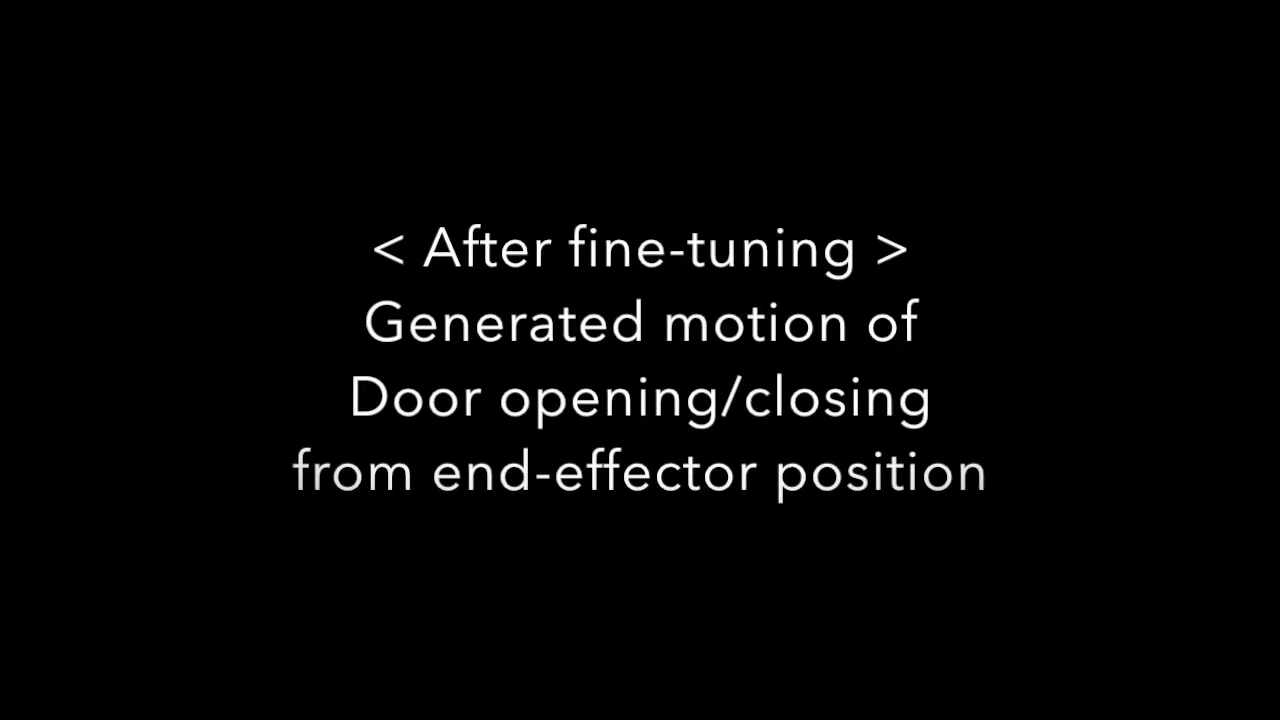 < After fine-tuning >
Generated motion of
Door opening/closing
from end-effector position